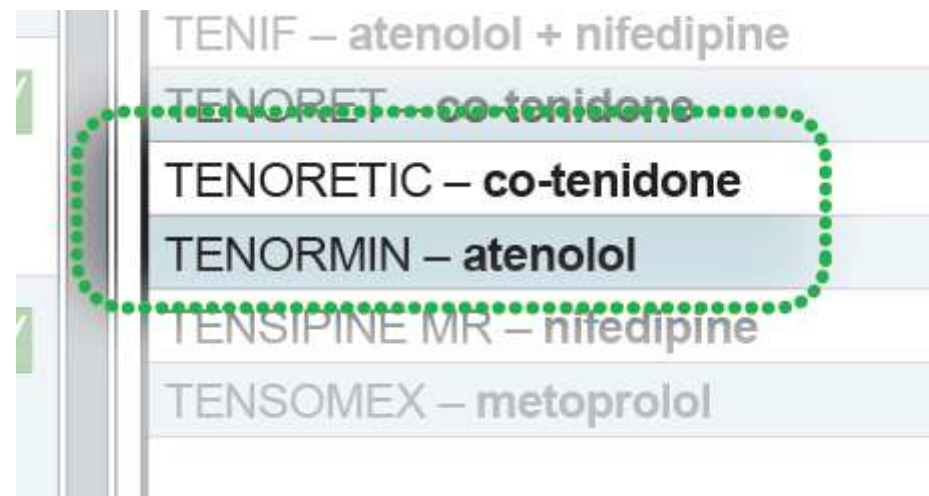 TENIF – atenolol + nifedipine
TENORET – co-tenidone
TENORETIC – co-tenidone
TENORMIN – atenolol
TENSIPINE MR – nifedipine
TENSOMEX – metoprolol